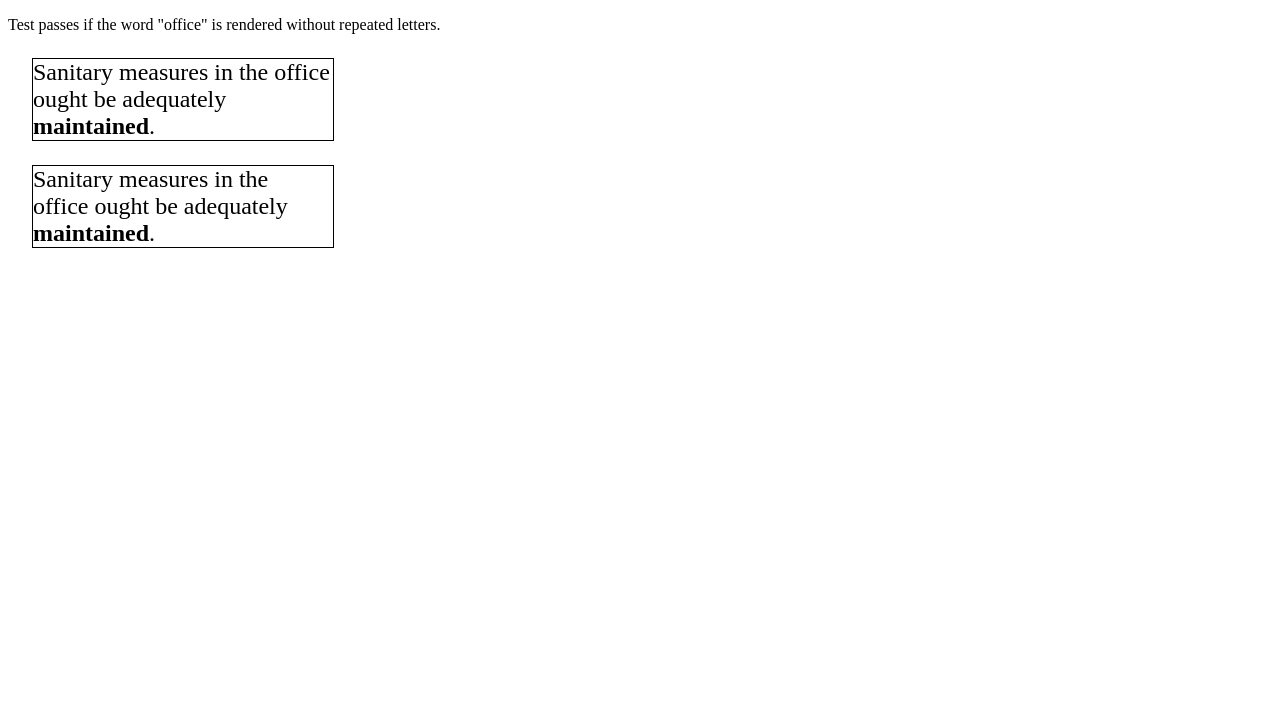 Test passes if the word "office" is rendered without repeated letters.
Sanitary measures in the office
ought be adequately
maintained.
Sanitary measures in the
office ought be adequately
maintained.